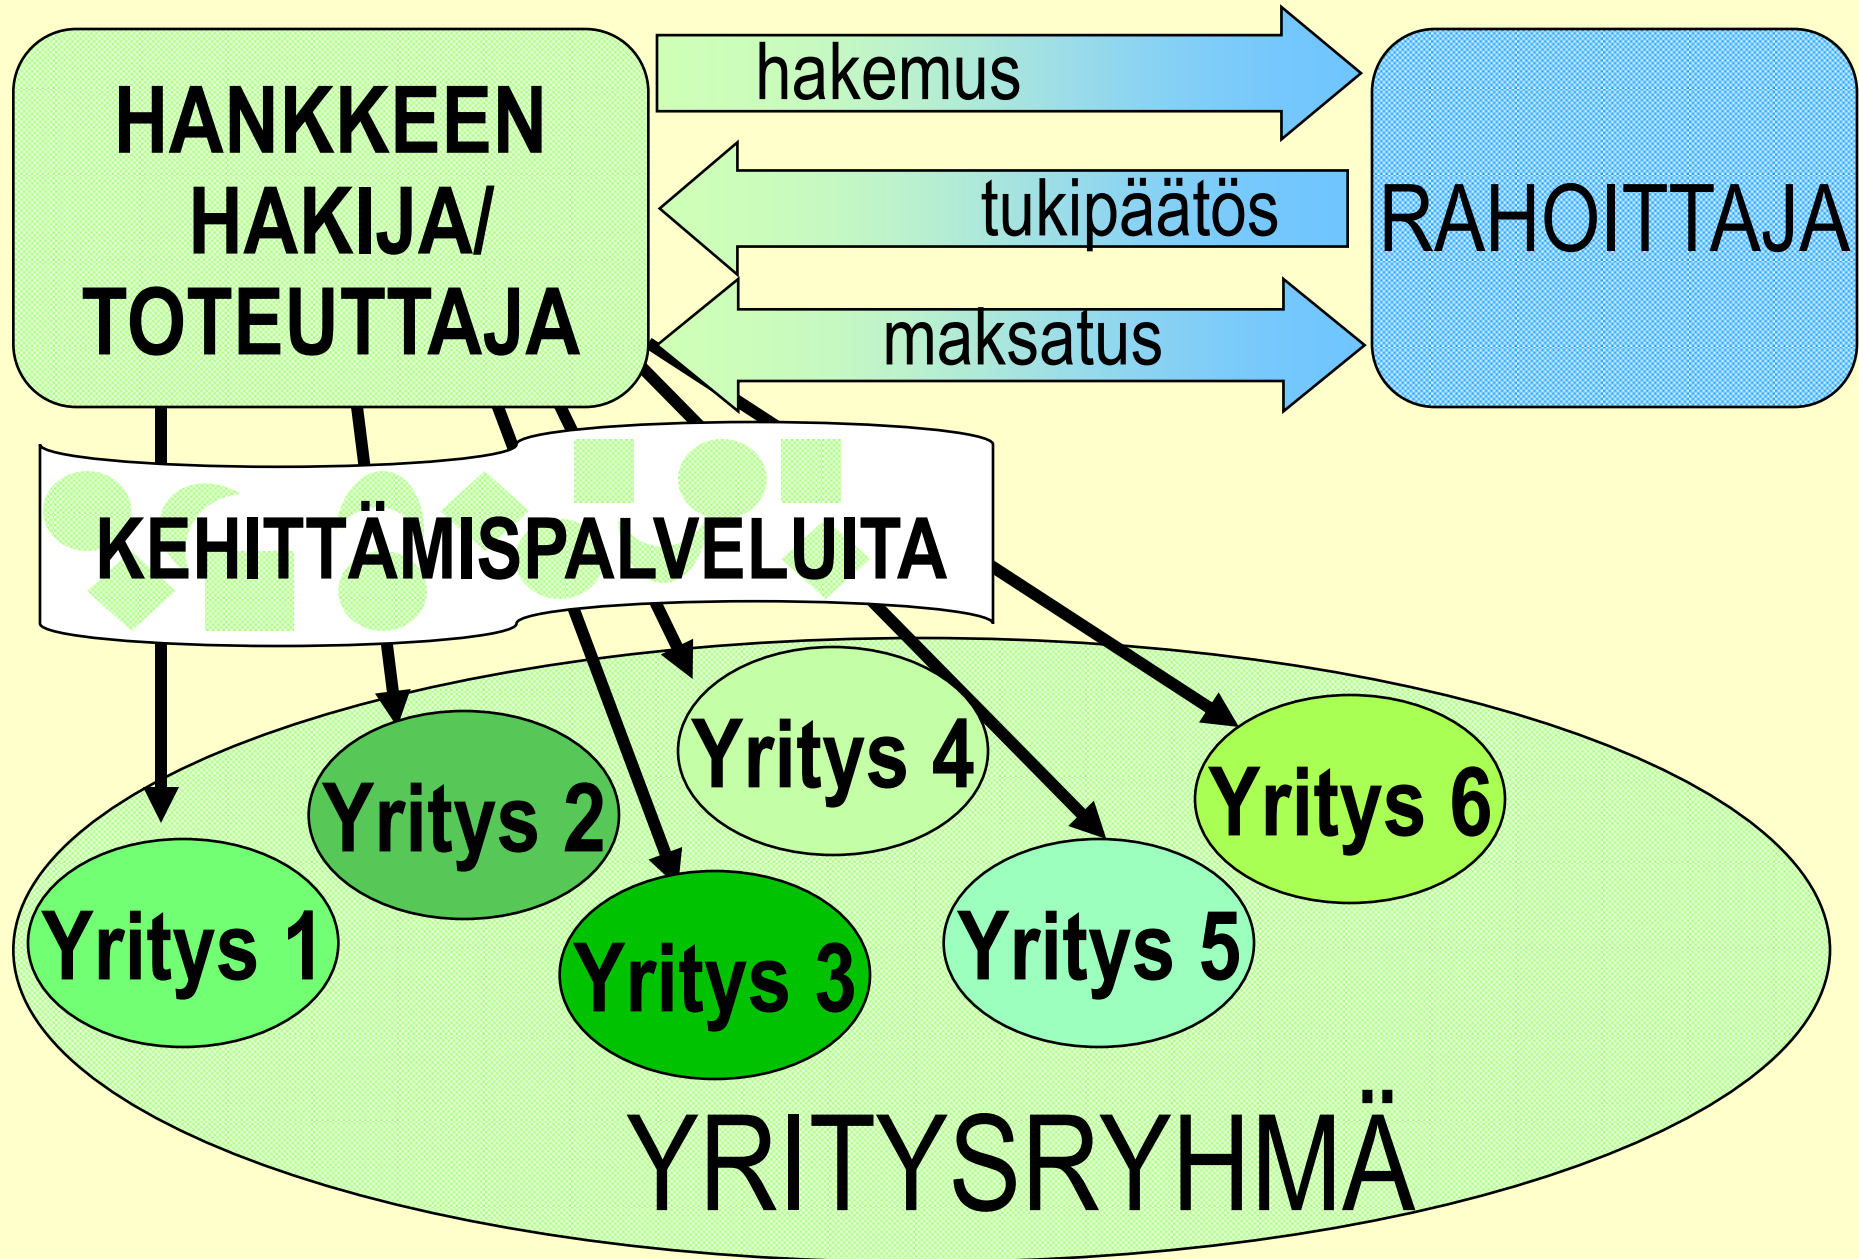 HANKKEEN
HAKIJA/
TOTEUTTAJA
hakemus
tukipäätös
maksatus
RAHOITTAJA
KEHITTÄMISPALVELUITA
Yritys 1
Yritys 2
Yritys 3
Yritys 4
Yritys 5
Yritys 6
YRITYSRYHMÄ